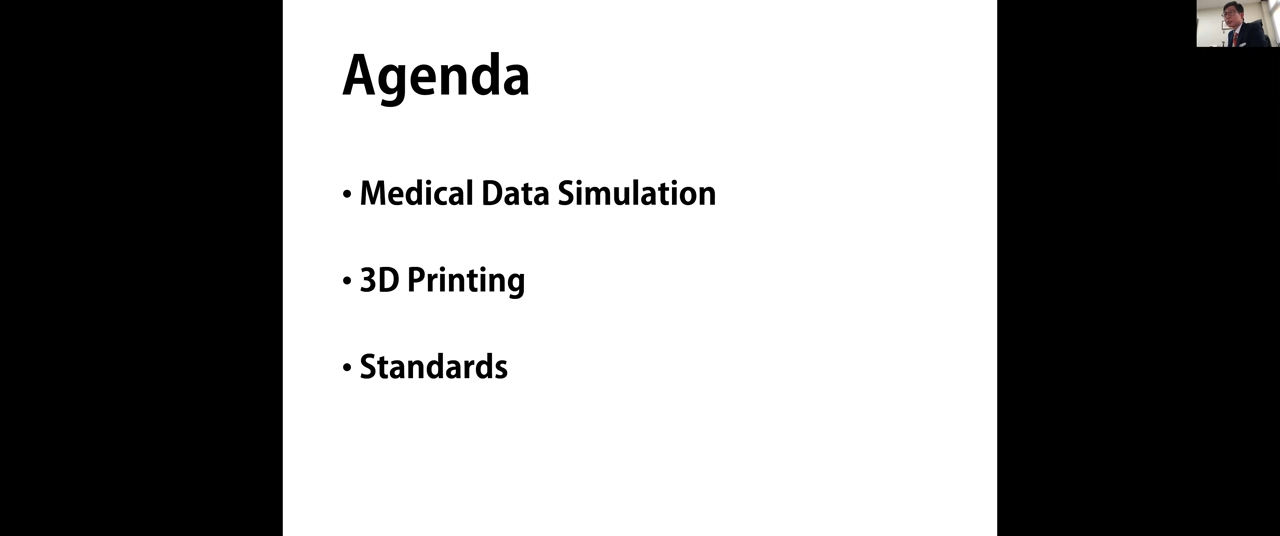 Agenda
• Medical Data Simulation
• 3D Printing
• Standards